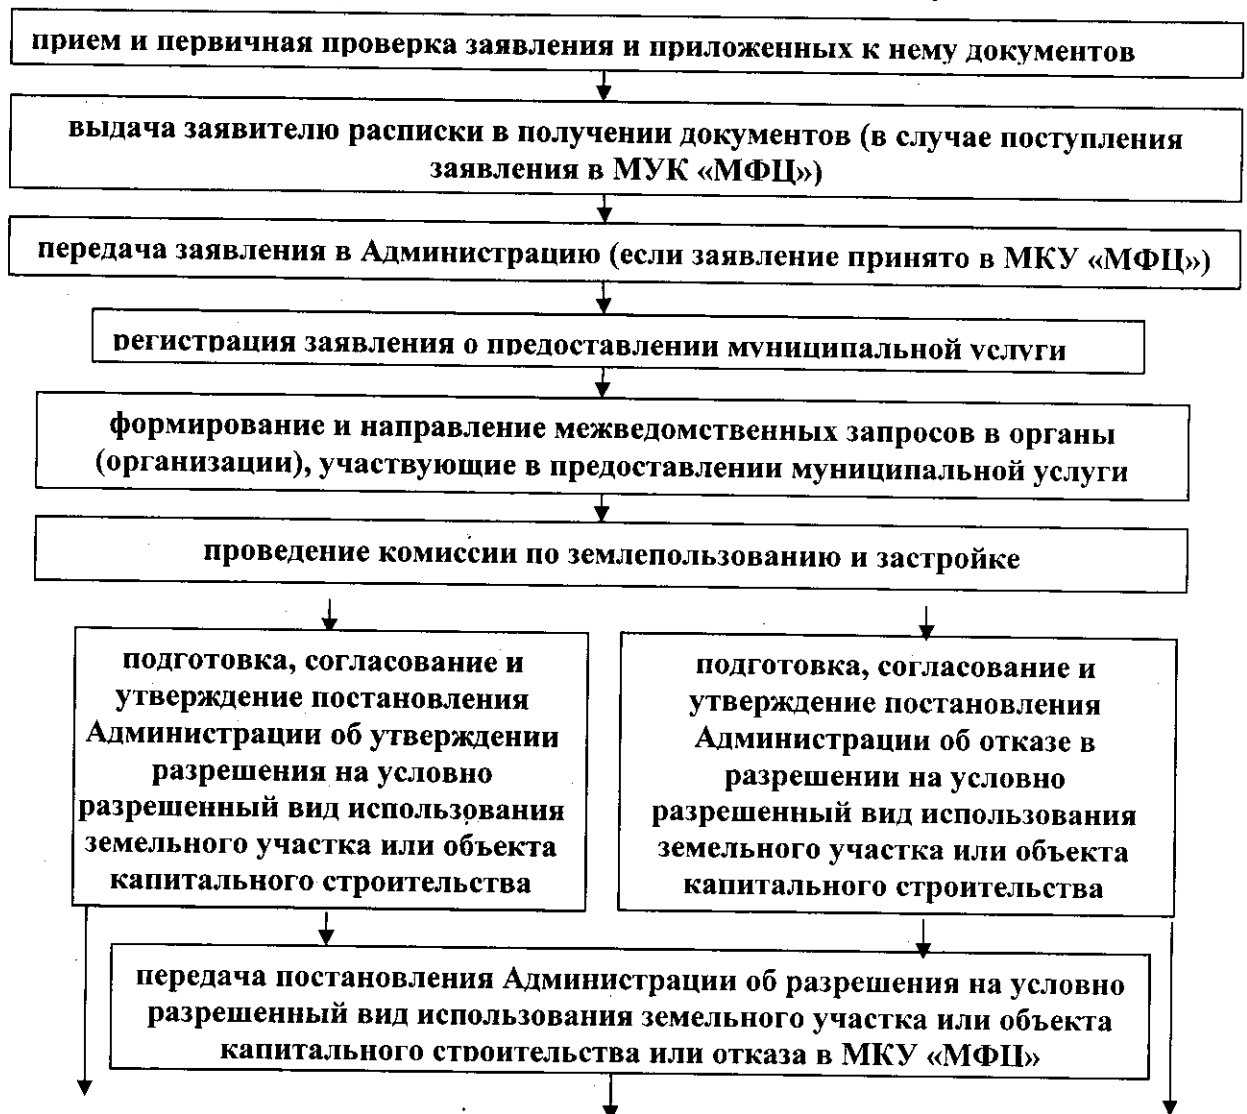 прием и первичная проверка заявления и приложенных к нему документов
выдача заявителю расписки в получении документов (в случае поступления
заявления в МУК «МФЦ»)
передача заявления в Администрацию (если заявление принято в МКУ «МФЦ»)
регистрация заявления о предоставлении муниципальной услуги
формирование и направление межведомственных запросов в органы
(организации), участвующие в предоставлении муниципальной услуги
проведение комиссии по землепользованию и застройке
подготовка, согласование и
утверждение постановления
Администрации об утверждении
разрешения на условно
разрешенный вид использования
земельного участка или объекта
капитального строительства
подготовка, согласование и
утверждение постановления
Администрации об отказе в
разрешении на условно
разрешенный вид использования
земельного участка или объекта
капитального строительства
передача постановления Администрации об разрешения на условно
разрешенный вид использования земельного участка или объекта
капитального строительства или отказа в МКУ «МФЦ»